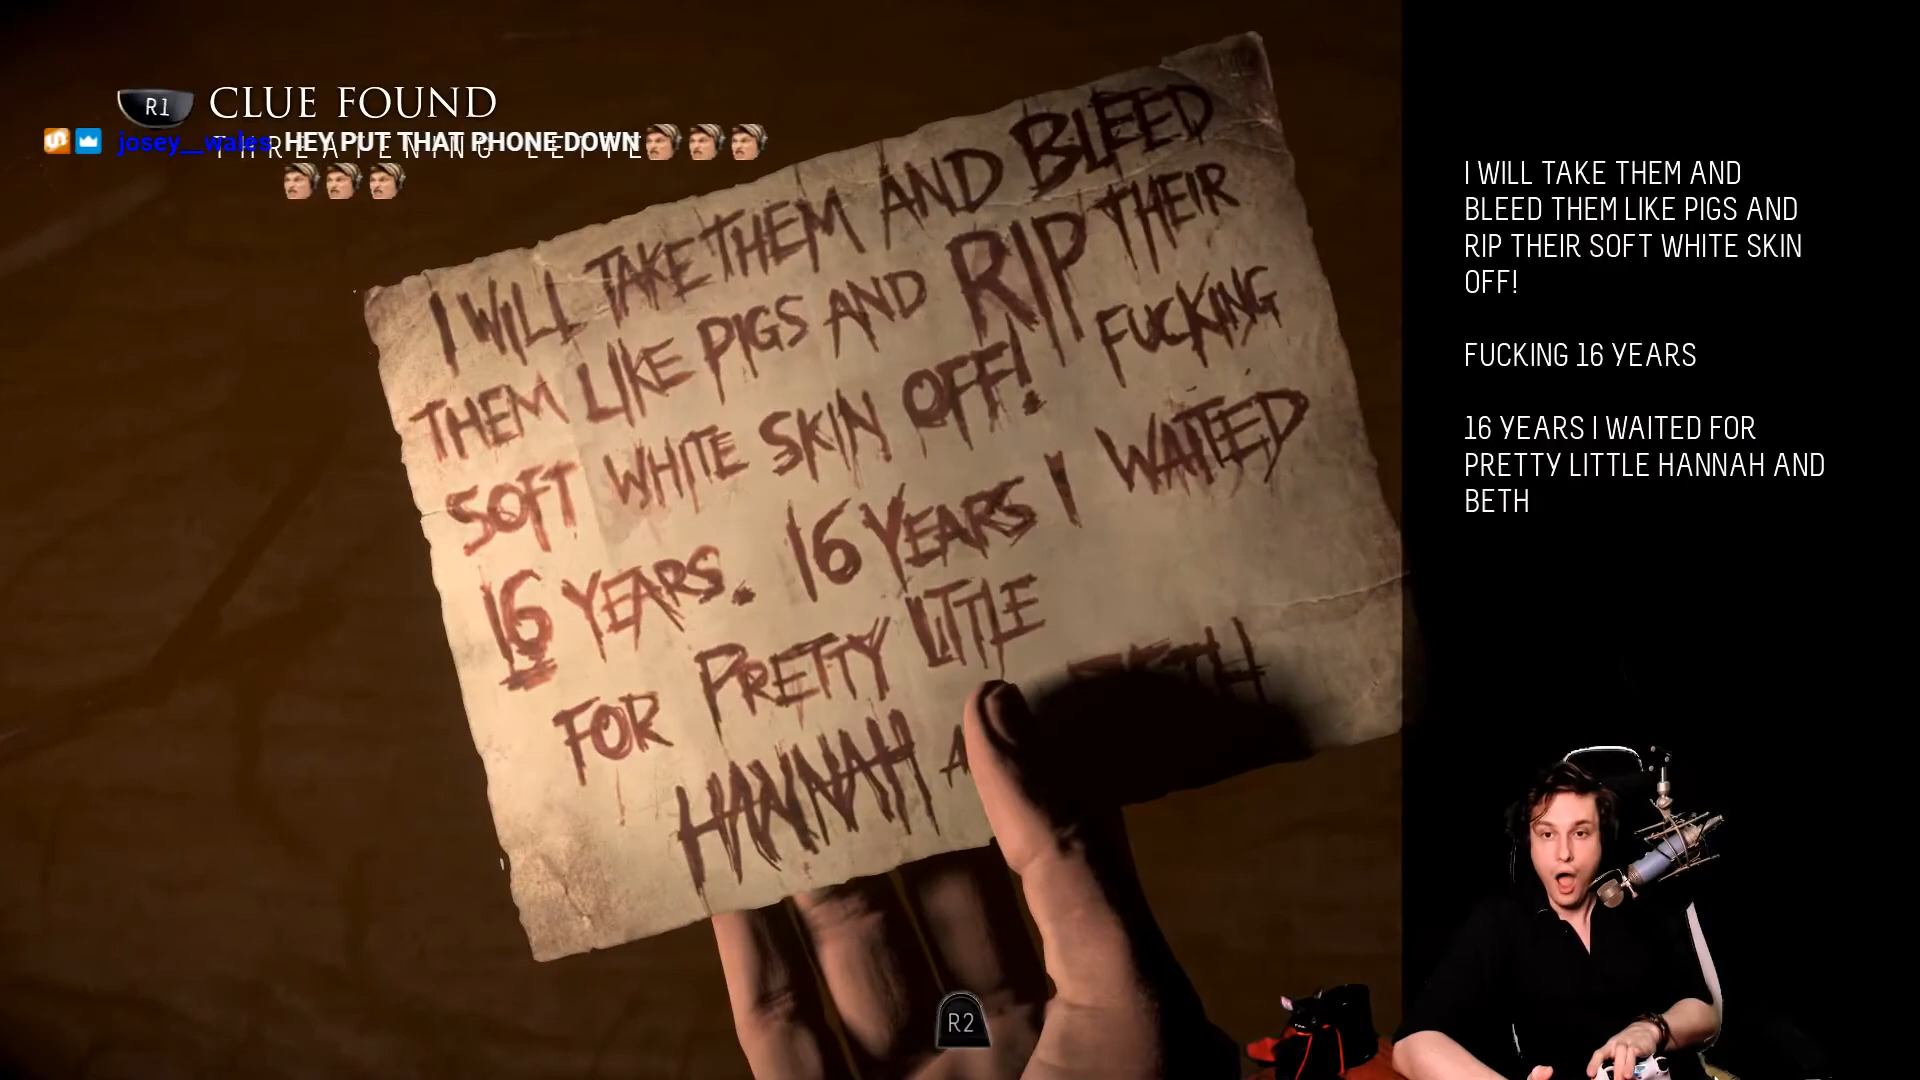 R1 CLUE FOUND
josey__wales HEY PUT THAT PHONE DOWN
THREATENING LETTE
I WILL TAKE THEM AND BLEED
THEM LIKE PIGS AND RIP THEIR
SOFT WHITE SKIN OFF! FUCKING
16 YEARS. 16 YEARS I WAITED
FOR PRETTY LITTLE
HANNAH
I WILL TAKE THEM AND
BLEED THEM LIKE PIGS AND
RIP THEIR SOFT WHITE SKIN
OFF!
FUCKING 16 YEARS
16 YEARS I WAITED FOR
PRETTY LITTLE HANNAH AND
BETH
R2